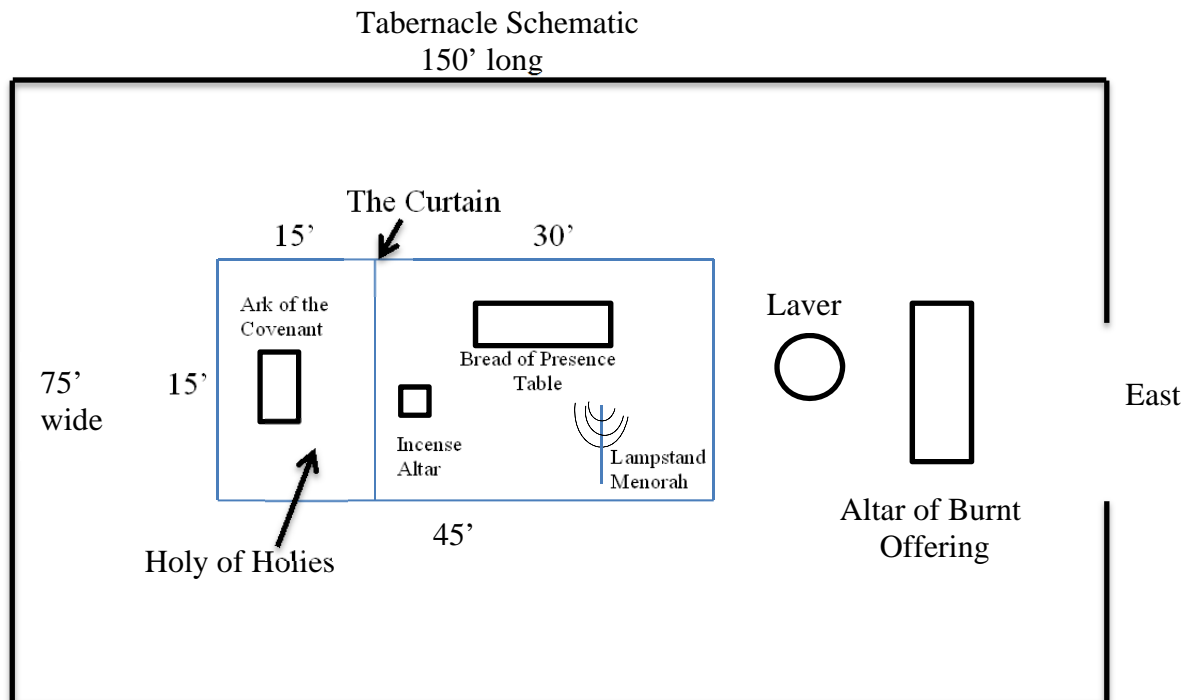 Tabernacle Schematic
150’ long
The Curtain
15’
30’
Ark of the
Covenant
Bread of Presence
Table
Laver
75’
wide
15’
East
Incense
Altar
Lampstand
Menorah
Altar of Burnt
Offering
45’
Holy of Holies